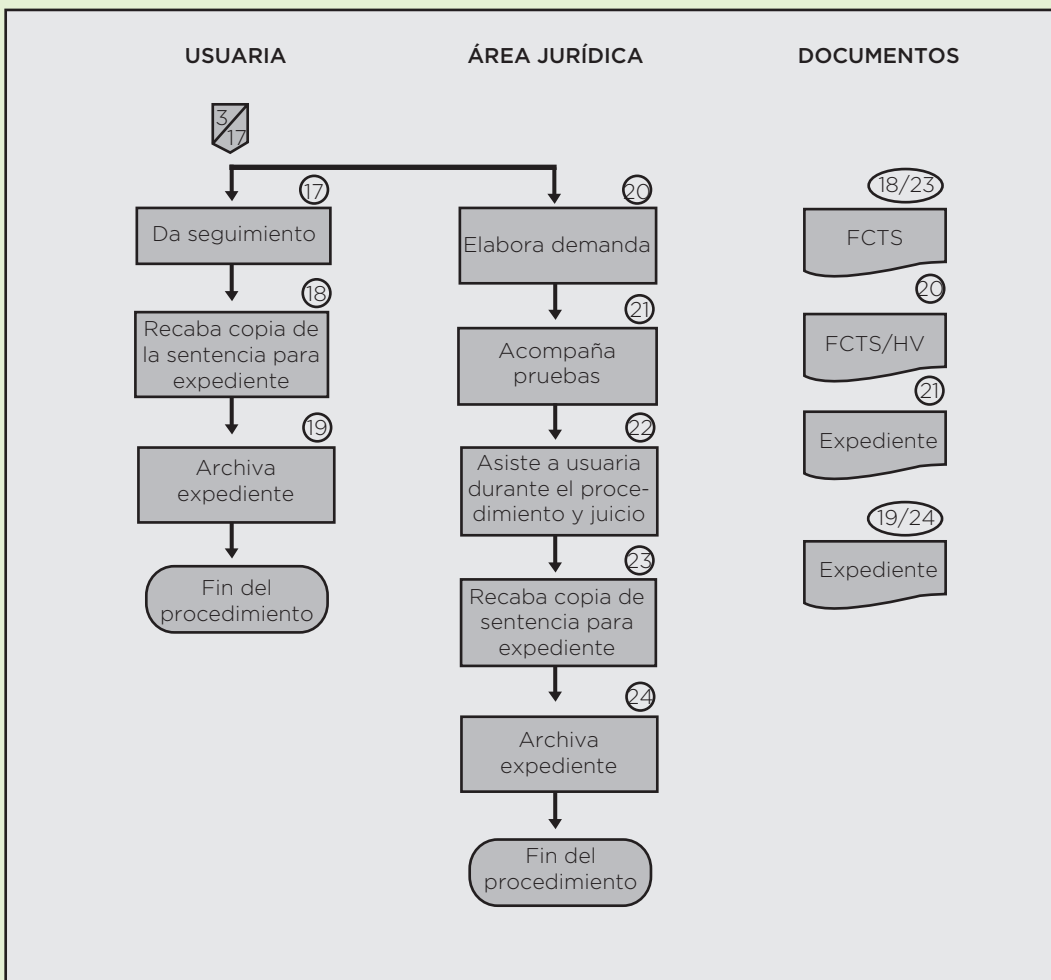 USUARIA
ÁREA JURÍDICA
DOCUMENTOS
3/17
17
Da seguimiento
18
Recaba copia de
la sentencia para
expediente
19
Archiva
expediente
Fin del
procedimiento
20
Elabora demanda
21
Acompaña
pruebas
22
Asiste a usuaria
durante el proce-
dimiento y juicio
23
Recaba copia de
sentencia para
expediente
24
Archiva
expediente
Fin del
procedimiento
18/23
FCTS
20
FCTS/HV
21
Expediente
19/24
Expediente